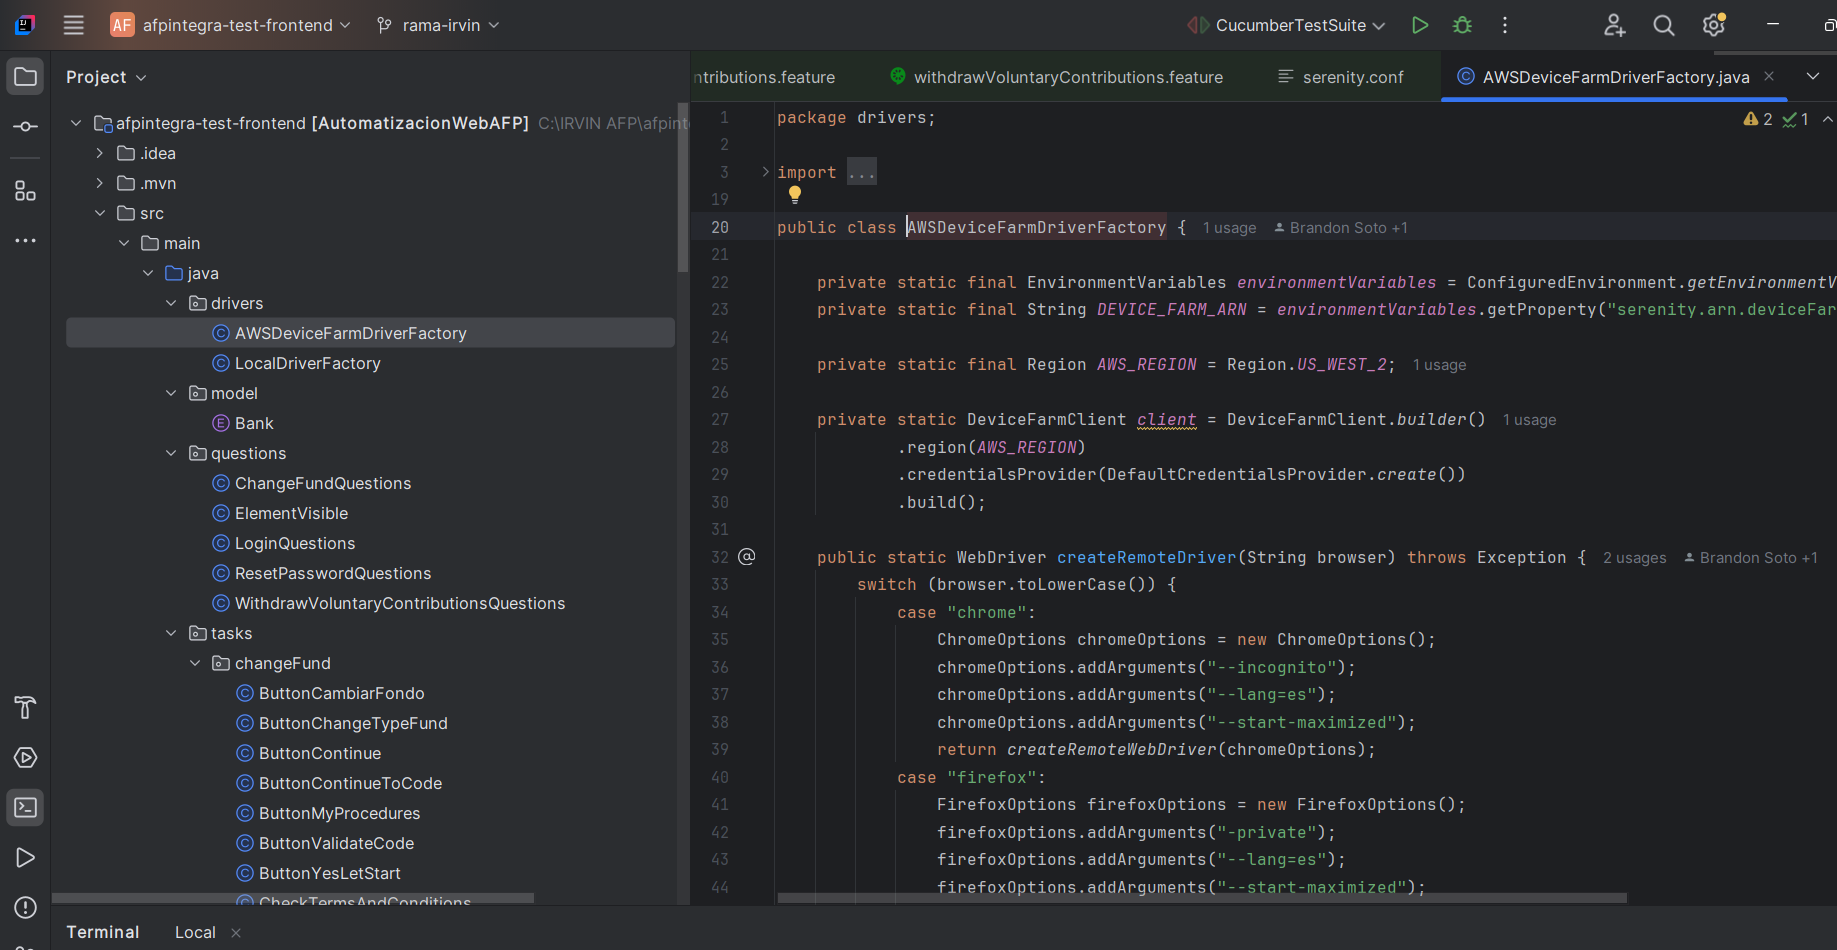 AF afpintegra-test-frontend rama-irvin CucumberTestSuite
Project
afpintegra-test-frontend [AutomatizacionWebAFP] C:\IRVIN AFP\afpint
.idea
.mvn
src
main
java
drivers
AWSDeviceFarmDriverFactory
LocalDriverFactory
model
Bank
questions
ChangeFundQuestions
ElementVisible
LoginQuestions
ResetPasswordQuestions
WithdrawVoluntaryContributionsQuestions
tasks
changeFund
ButtonCambiarFondo
ButtonChangeTypeFund
ButtonContinue
ButtonContinueToCode
ButtonMyProcedures
ButtonValidateCode
ButtonYesLetStart
CheckTermsAndConditions
ntributions.feature withdrawVoluntaryContributions.feature serenity.conf AWSDeviceFarmDriverFactory.java
2 1
1 package drivers;
2
3 import ...
19
20 public class AWSDeviceFarmDriverFactory { 1 usage Brandon Soto +1
21
22 private static final EnvironmentVariables environmentVariables = ConfiguredEnvironment.getEnvironmentV
23 private static final String DEVICE_FARM_ARN = environmentVariables.getProperty("serenity.arn.deviceFar
24
25 private static final Region AWS_REGION = Region.US_WEST_2; 1 usage
26
27 private static DeviceFarmClient client = DeviceFarmClient.builder() 1 usage
28 .region(AWS_REGION)
29 .credentialsProvider(DefaultCredentialsProvider.create())
30 .build();
31
32 public static WebDriver createRemoteDriver(String browser) throws Exception { 2 usages Brandon Soto +1
33 switch (browser.toLowerCase()) {
34 case "chrome":
35 ChromeOptions chromeOptions = new ChromeOptions();
36 chromeOptions.addArguments("--incognito");
37 chromeOptions.addArguments("--lang=es");
38 chromeOptions.addArguments("--start-maximized");
39 return createRemoteWebDriver(chromeOptions);
40 case "firefox":
41 FirefoxOptions firefoxOptions = new FirefoxOptions();
42 firefoxOptions.addArguments("-private");
43 firefoxOptions.addArguments("--lang=es");
44 firefoxOptions.addArguments("--start-maximized");
Terminal Local